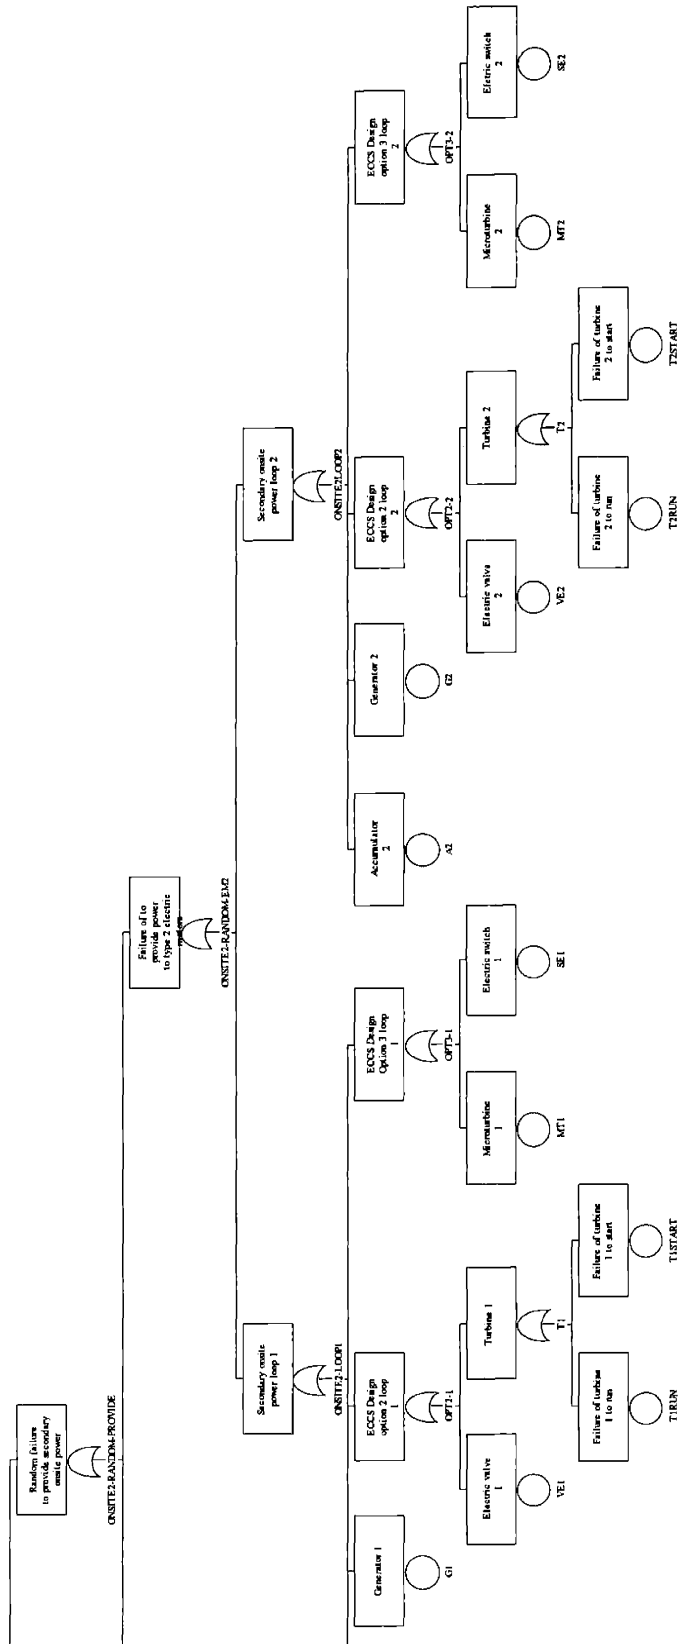 Random failure
to provide secondary
onsite power
ONSITE2-RANDOM-PROVIDE
Failure of to
provide power
to type 2 electric
ONSITE2-RANDOM-EM2
Secondary onsite
power loop 1
ONSITE2-LOOP1
Secondary onsite
power loop 2
ONSITE2LOOP2
Generator 1
G1
ECCS Design
option 2 loop
1
OPT2-1
ECCS Design
Option 3 loop
1
OPT3-1
Accumulator
2
A2
Generator 2
G2
ECCS Design
option 2 loop
2
OPT2-2
ECCS Design
option 3 loop
2
OPT3-2
Electric valve
1
VE1
Turbine 1
T1
Microturbine
1
MT1
Electric switch
1
SE1
Electric valve
2
VE2
Turbine 2
T2
Microturbine
2
MT2
switch
2
SE2
Failure of turbine
1 to run
T1RUN
Failure of turbine
1 to start
T1START
Failure of turbine
2 to run
T2RUN
Failure of turbine
2 to start
T2START